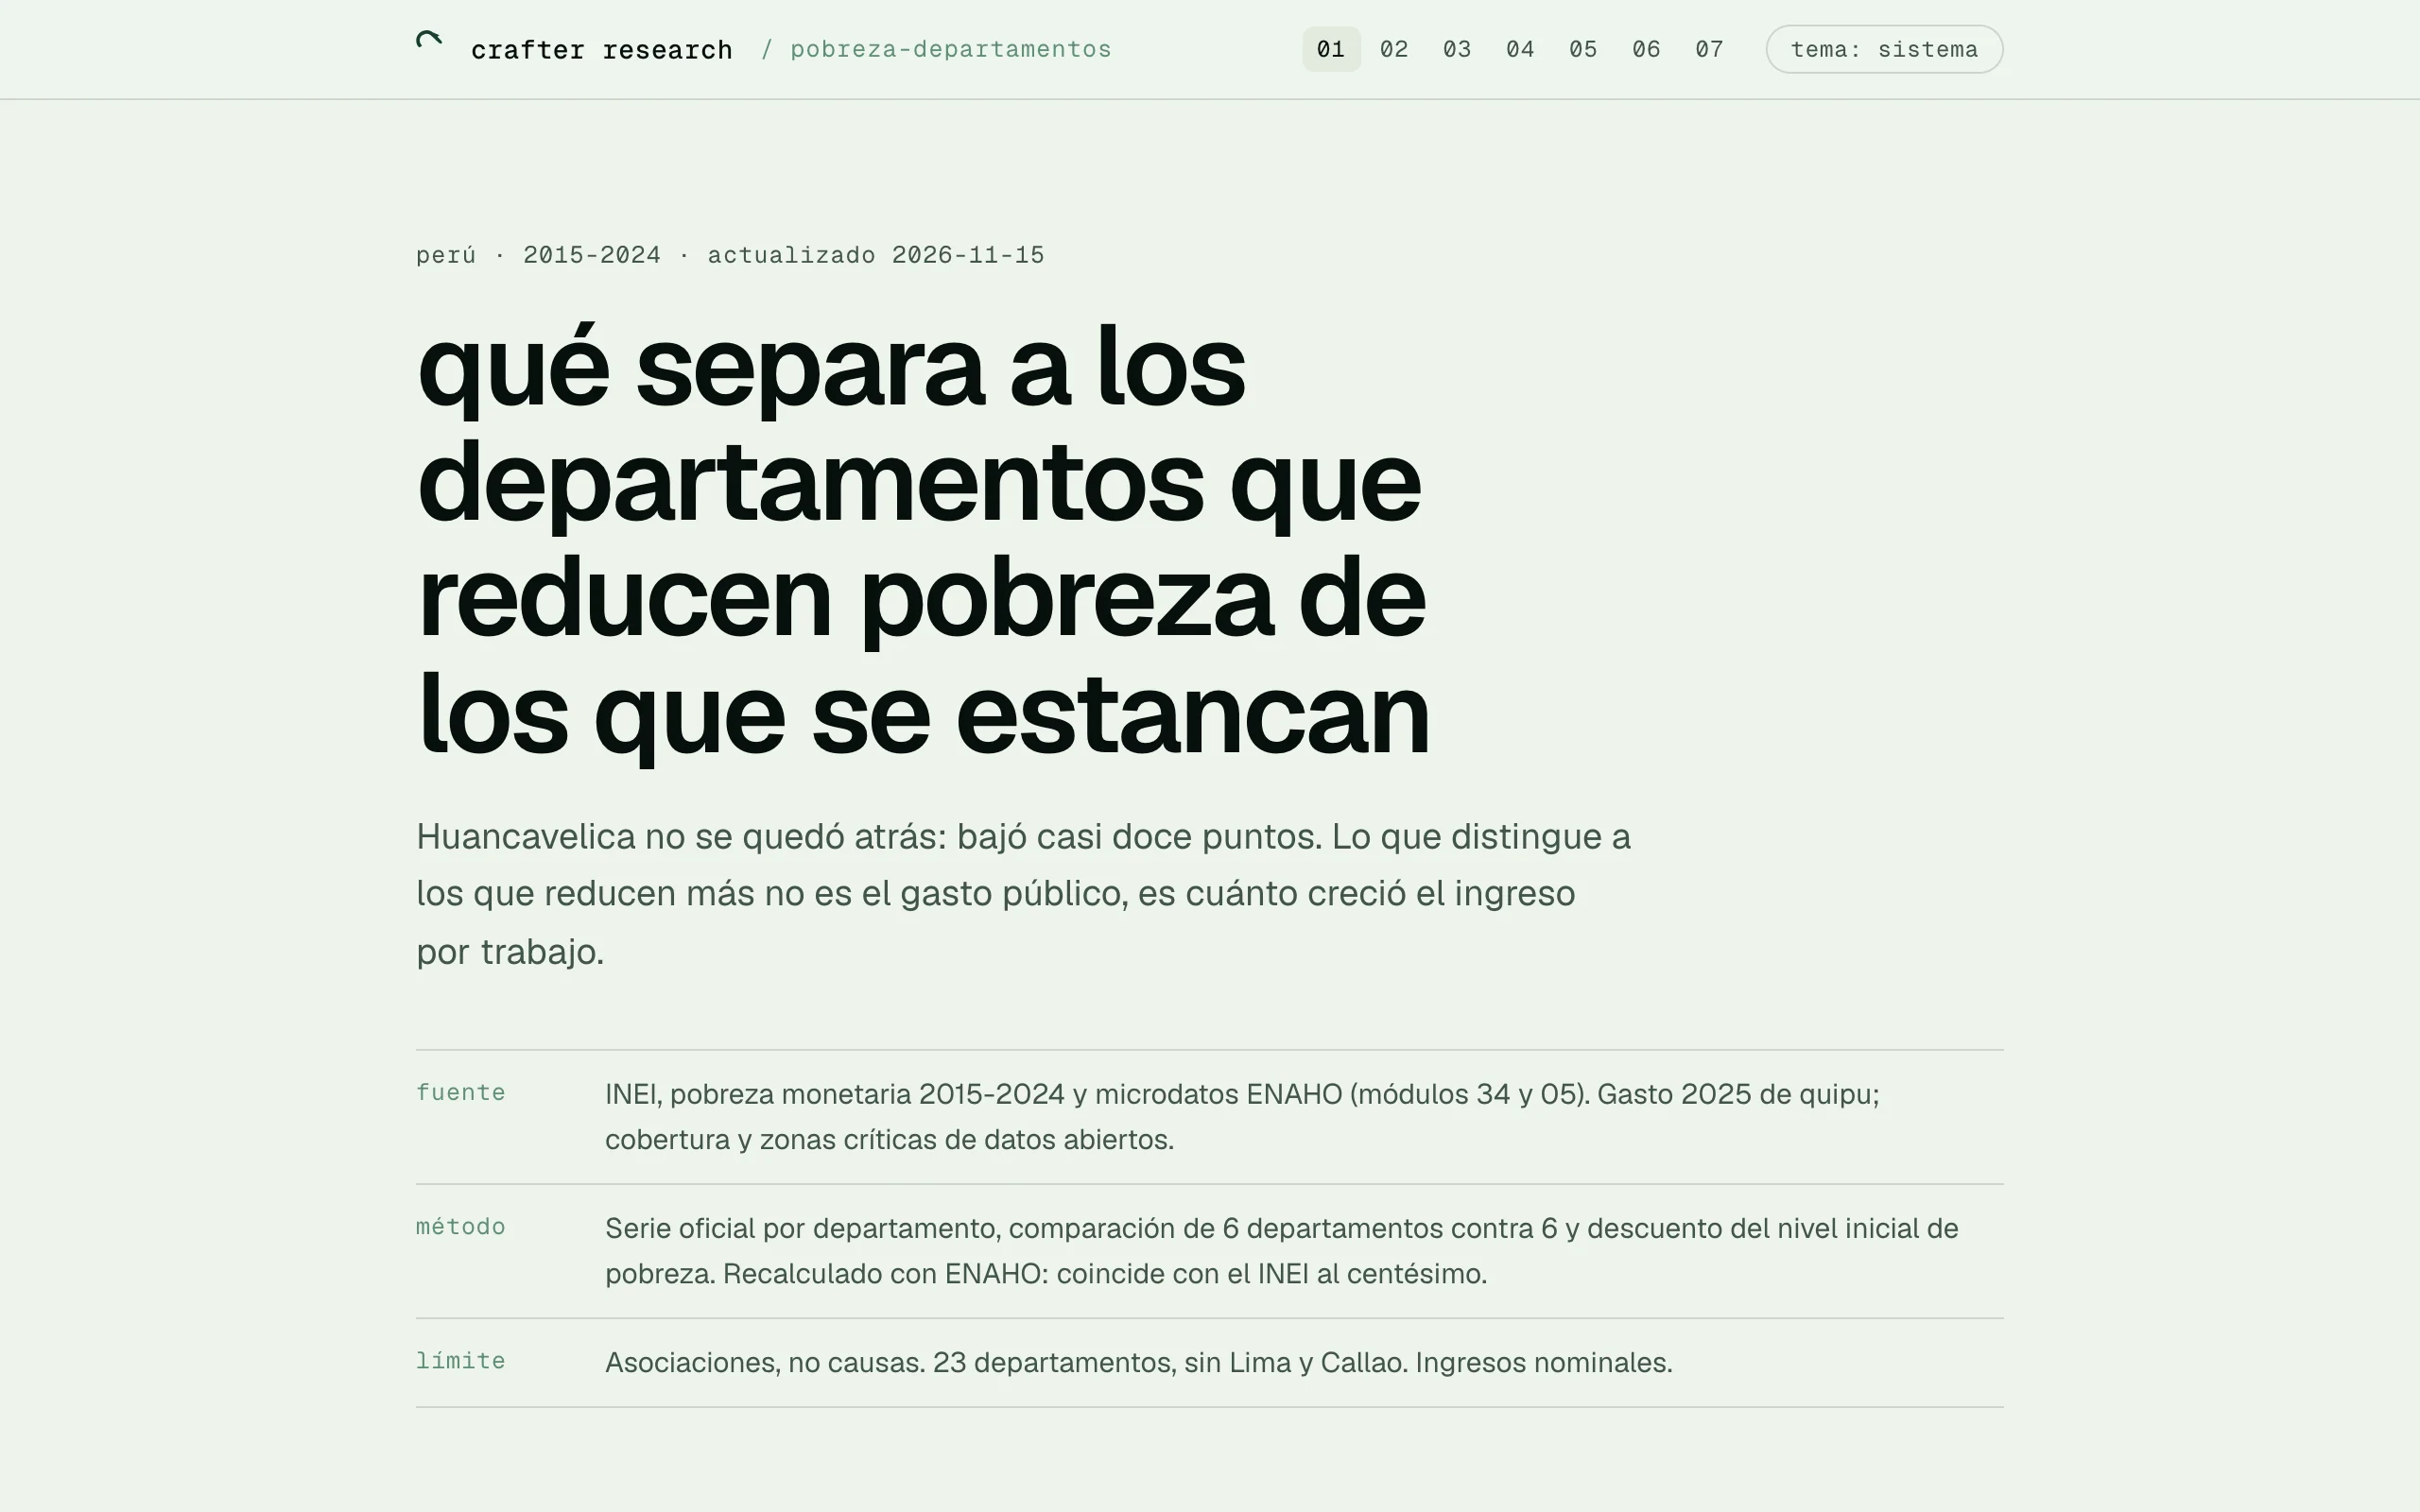 crafter research / pobreza-departamentos 01 02 03 04 05 06 07 tema: sistema
perú · 2015-2024 · actualizado 2026-11-15
qué separa a los
departamentos que
reducen pobreza de
los que se estancan
Huancavelica no se quedó atrás: bajó casi doce puntos. Lo que distingue a
los que reducen más no es el gasto público, es cuánto creció el ingreso
por trabajo.
fuente INEI, pobreza monetaria 2015-2024 y microdatos ENAHO (módulos 34 y 05). Gasto 2025 de quipu;
cobertura y zonas críticas de datos abiertos.
método Serie oficial por departamento, comparación de 6 departamentos contra 6 y descuento del nivel inicial de
pobreza. Recalculado con ENAHO: coincide con el INEI al centésimo.
límite Asociaciones, no causas. 23 departamentos, sin Lima y Callao. Ingresos nominales.